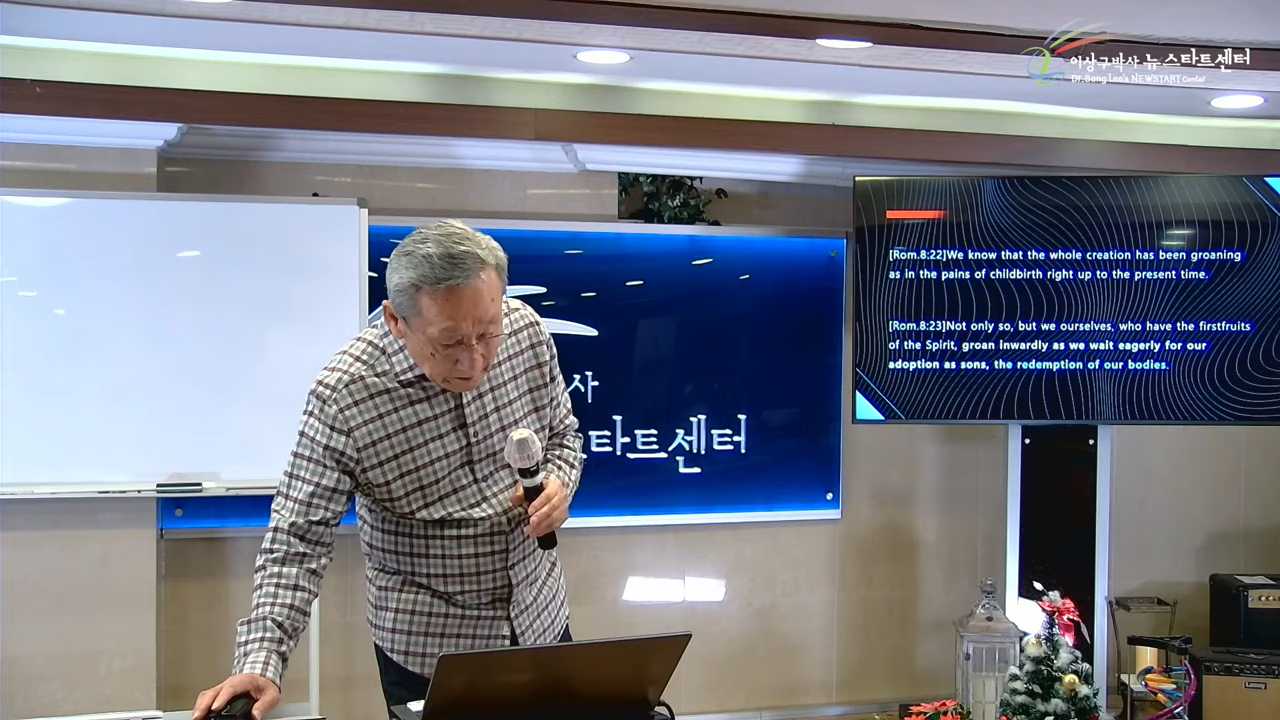 이상구박사 뉴스타트센터
Dr. Sang Lee's NEWSTART Center
[Rom.8:22]We know that the whole creation has been groaning
as in the pains of childbirth right up to the present time.
[Rom.8:23]Not only so, but we ourselves, who have the firstfruits
of the Spirit, groan inwardly as we wait eagerly for our
adoption as sons, the redemption of our bodies.
사
스타트센터
Laney